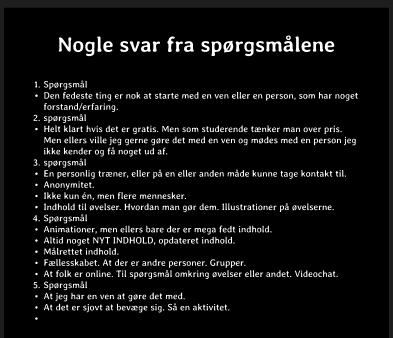 Nogle svar fra spørgsmålene
1. Spørgsmål
• Den fedeste ting er nok at starte med en ven eller en person, som har noget
forstand/erfaring.
2. spørgsmål
• Helt klart hvis det er gratis. Men som studerende tænker man over pris.
Men ellers ville jeg gerne gøre det med en ven og mødes med en person jeg
ikke kender og få noget ud af.
3. spørgsmål
• En personlig træner, eller på en eller anden måde kunne tage kontakt til.
• Anonymitet.
• Ikke kun én, men flere mennesker.
• Indhold til øvelser. Hvordan man gør dem. Illustrationer på øvelserne.
4. Spørgsmål
• Animationer, men ellers bare der er mega fedt indhold.
• Altid noget NYT INDHOLD, opdateret indhold.
• Målrettet indhold.
• Fællesskabet. At der er andre personer. Grupper.
• At folk er online. Til spørgsmål omkring øvelser eller andet. Videochat.
5. Spørgsmål
• At jeg har en ven at gøre det med.
• At det er sjovt at bevæge sig. Så en aktivitet.
•